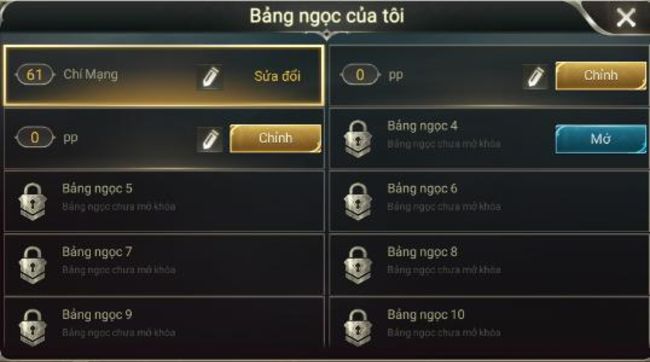 Bảng ngọc của tôi
61 Chí Mạng Sửa đổi
0 pp Chỉnh
0 pp Chỉnh
Bảng ngọc 4
Bảng ngọc chưa mở khóa
Mở
Bảng ngọc 5
Bảng ngọc chưa mở khóa
Bảng ngọc 6
Bảng ngọc chưa mở khóa
Bảng ngọc 7
Bảng ngọc chưa mở khóa
Bảng ngọc 8
Bảng ngọc chưa mở khóa
Bảng ngọc 9
Bảng ngọc chưa mở khóa
Bảng ngọc 10
Bảng ngọc chưa mở khóa